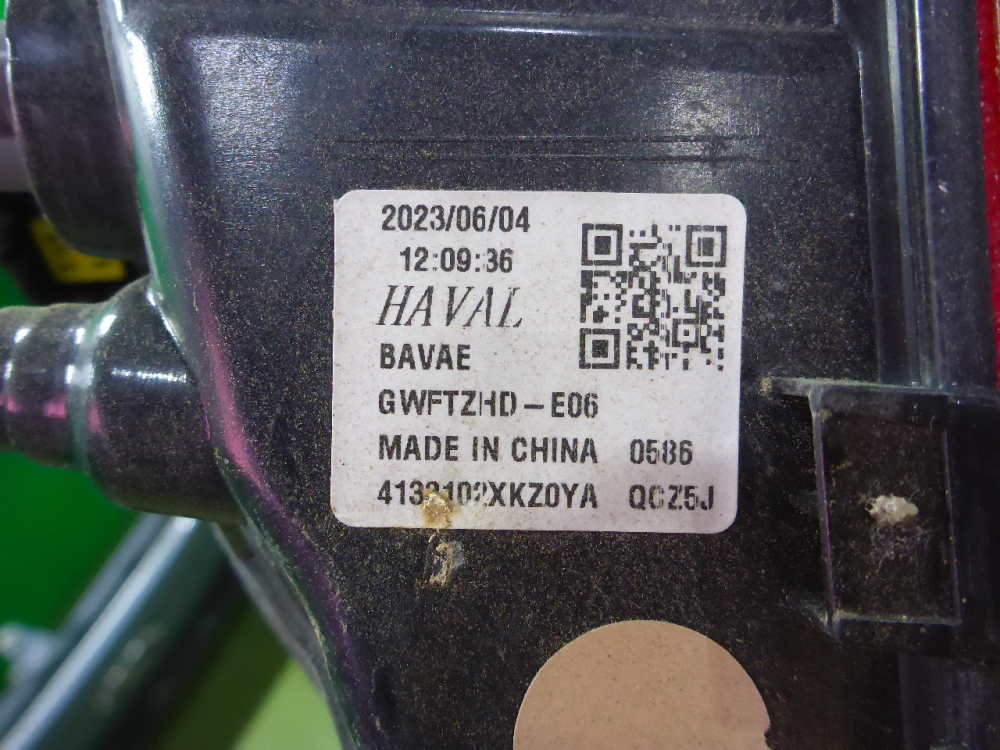 2023/06/04
12:09:36
HAVAL
BAVAE
GWFTZHD-E06
MADE IN CHINA 0586
QCZ5J